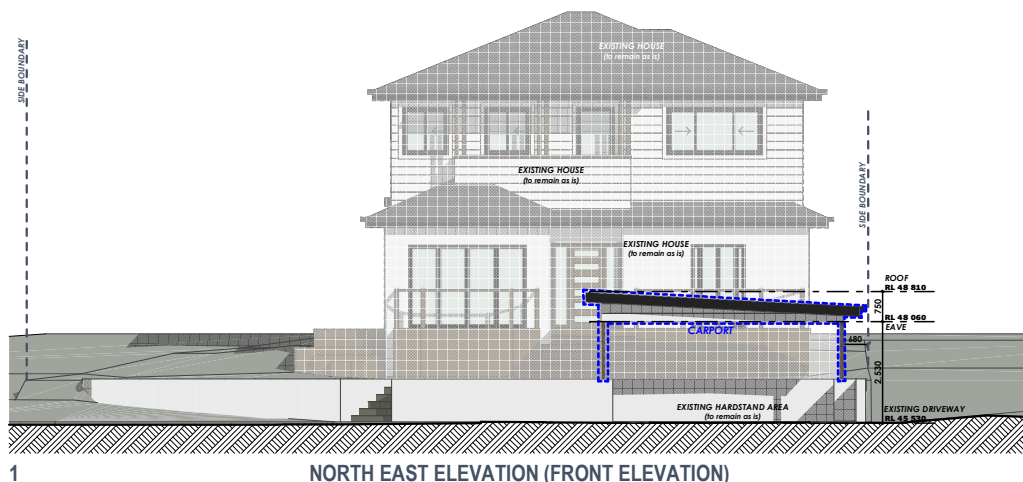 SIDE BOUNDARY
EXISTING HOUSE
(to remain as is)
EXISTING HOUSE
(to remain as is)
SIDE BOUNDARY
EXISTING HOUSE
(to remain as is)
ROOF
RL 48 810
750
RL 48 060
EAVE
CARPORT
680
2,530
EXISTING HARDSTAND AREA
(to remain as is)
EXISTING DRIVEWAY
RL 45 530
1
NORTH EAST ELEVATION (FRONT ELEVATION)